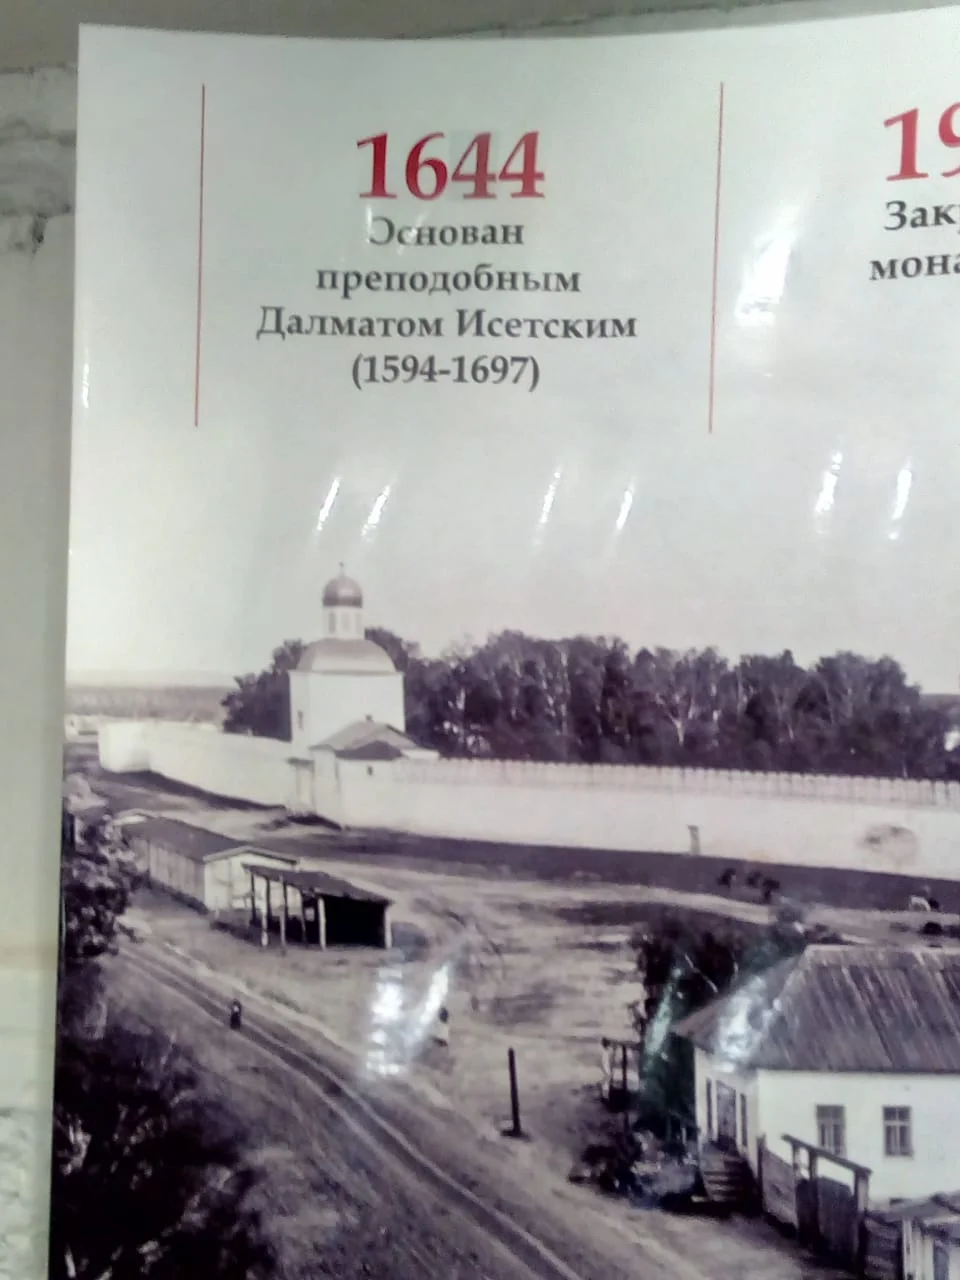 1644
Основан
преподобным
Далматом Исетским
(1594-1697)